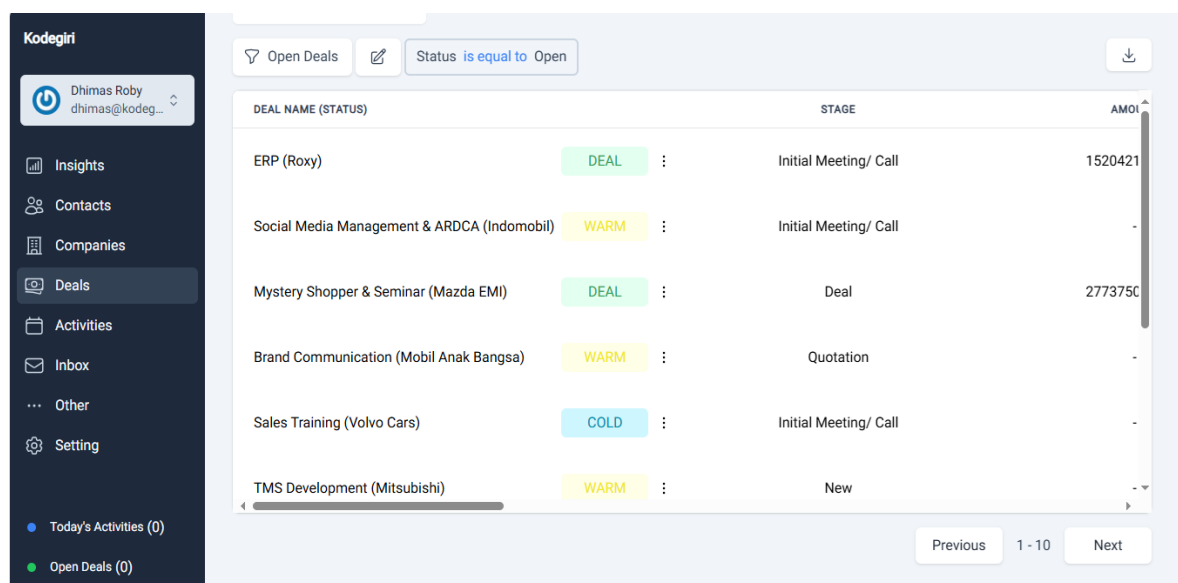 Kodegiri
Dhimas Roby
dhimas@kodeg...
Insights
Contacts
Companies
Deals
Activities
Inbox
Other
Setting
Today's Activities (0)
Open Deals (0)
Open Deals
Status is equal to Open
DEAL NAME (STATUS) STAGE AMOU
ERP (Roxy) DEAL Initial Meeting/ Call 1520421
Social Media Management & ARDCA (Indomobil) WARM Initial Meeting/ Call -
Mystery Shopper & Seminar (Mazda EMI) DEAL Deal 2773750
Brand Communication (Mobil Anak Bangsa) WARM Quotation -
Sales Training (Volvo Cars) COLD Initial Meeting/ Call -
TMS Development (Mitsubishi) WARM New -
Previous 1 - 10 Next